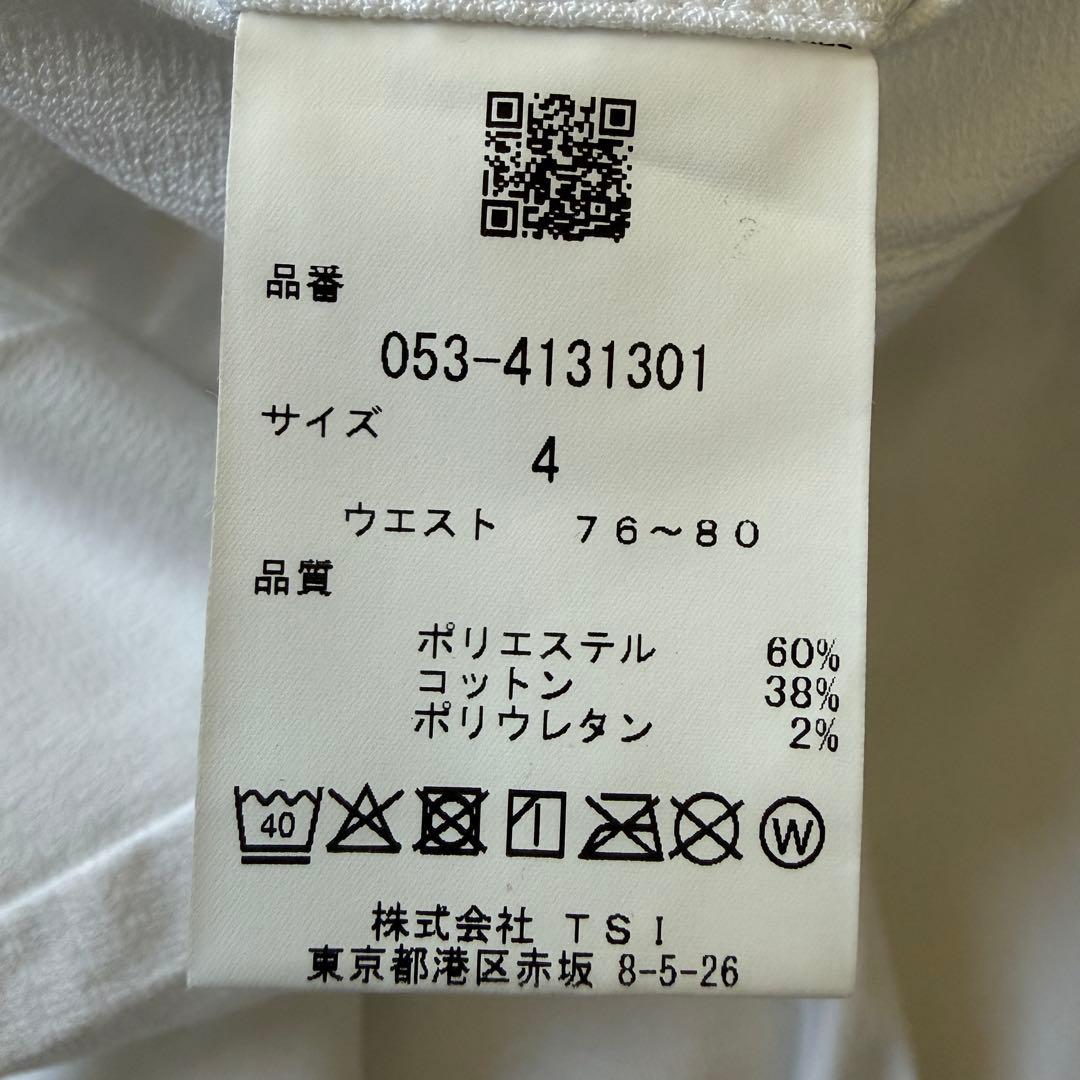 品番
053-4131301
サイズ
4
ウエスト 76～80
品質
ポリエステル 60%
コットン 38%
ポリウレタン 2%
40
W
株式会社 TSI
東京都港区赤坂 8-5-26